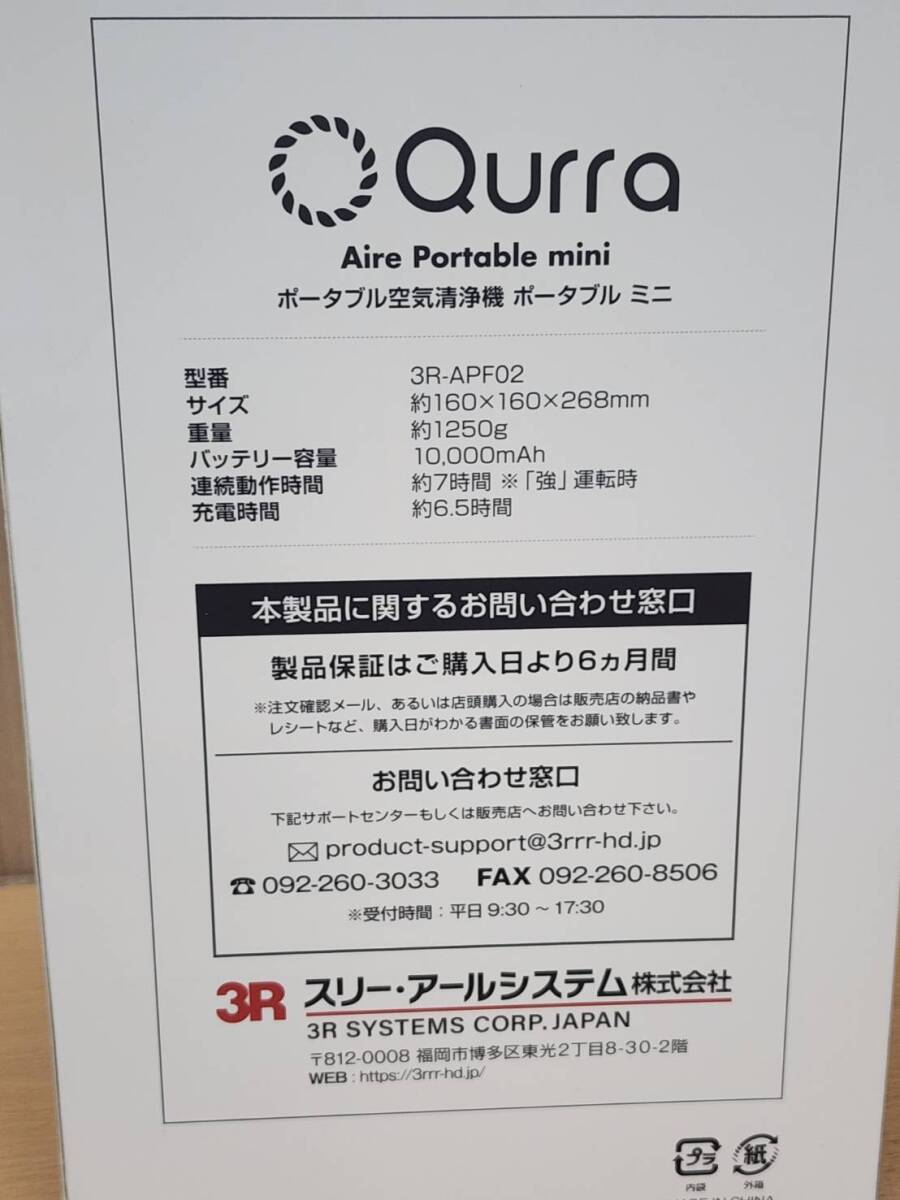 Qurra
Aire Portable mini
ポータブル空気清浄機 ポータブル ミニ
型番 3R-APF02
サイズ 約160×160×268mm
重量 約1250g
バッテリー容量 10,000mAh
連続動作時間 約7時間 ※「強」運転時
充電時間 約6.5時間
本製品に関するお問い合わせ窓口
製品保証はご購入日より6ヵ月間
※注文確認メール、あるいは店頭購入の場合は販売店の納品書や
レシートなど、購入日がわかる書面の保管をお願い致します。
お問い合わせ窓口
下記サポートセンターもしくは販売店へお問い合わせ下さい。
product-support@3rrr-hd.jp
092-260-3033 FAX 092-260-8506
※受付時間：平日 9:30 ～ 17:30
3R スリー・アールシステム株式会社
3R SYSTEMS CORP. JAPAN
〒812-0008 福岡市博多区東光2丁目8-30-2階
WEB : https://3rrr-hd.jp/
プラ 紙
内袋 外箱
MADE IN CHINA